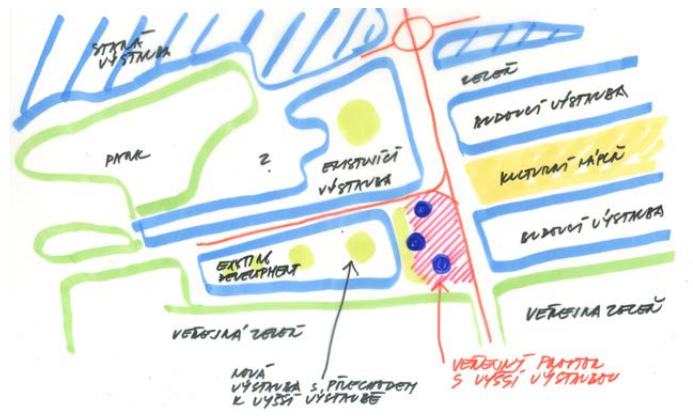 STARÁ
VÝSTAVBA
ZELEŇ
BUDOUCÍ VÝSTAVBA
PARK
2
EXISTUJÍCÍ
VÝSTAVBA
KULTURNÍ NÁPLŇ
BUDOUCÍ VÝSTAVBA
EXISTING
DEVELOPMENT
VEŘEJNÁ ZELEŇ
VEŘEJNÁ ZELEŇ
NOVÁ
VÝSTAVBA S PŘECHODEM
K VYŠŠÍ VÝSTAVBĚ
VEŘEJNÝ PROSTOR
S VYŠŠÍ VÝSTAVBOU